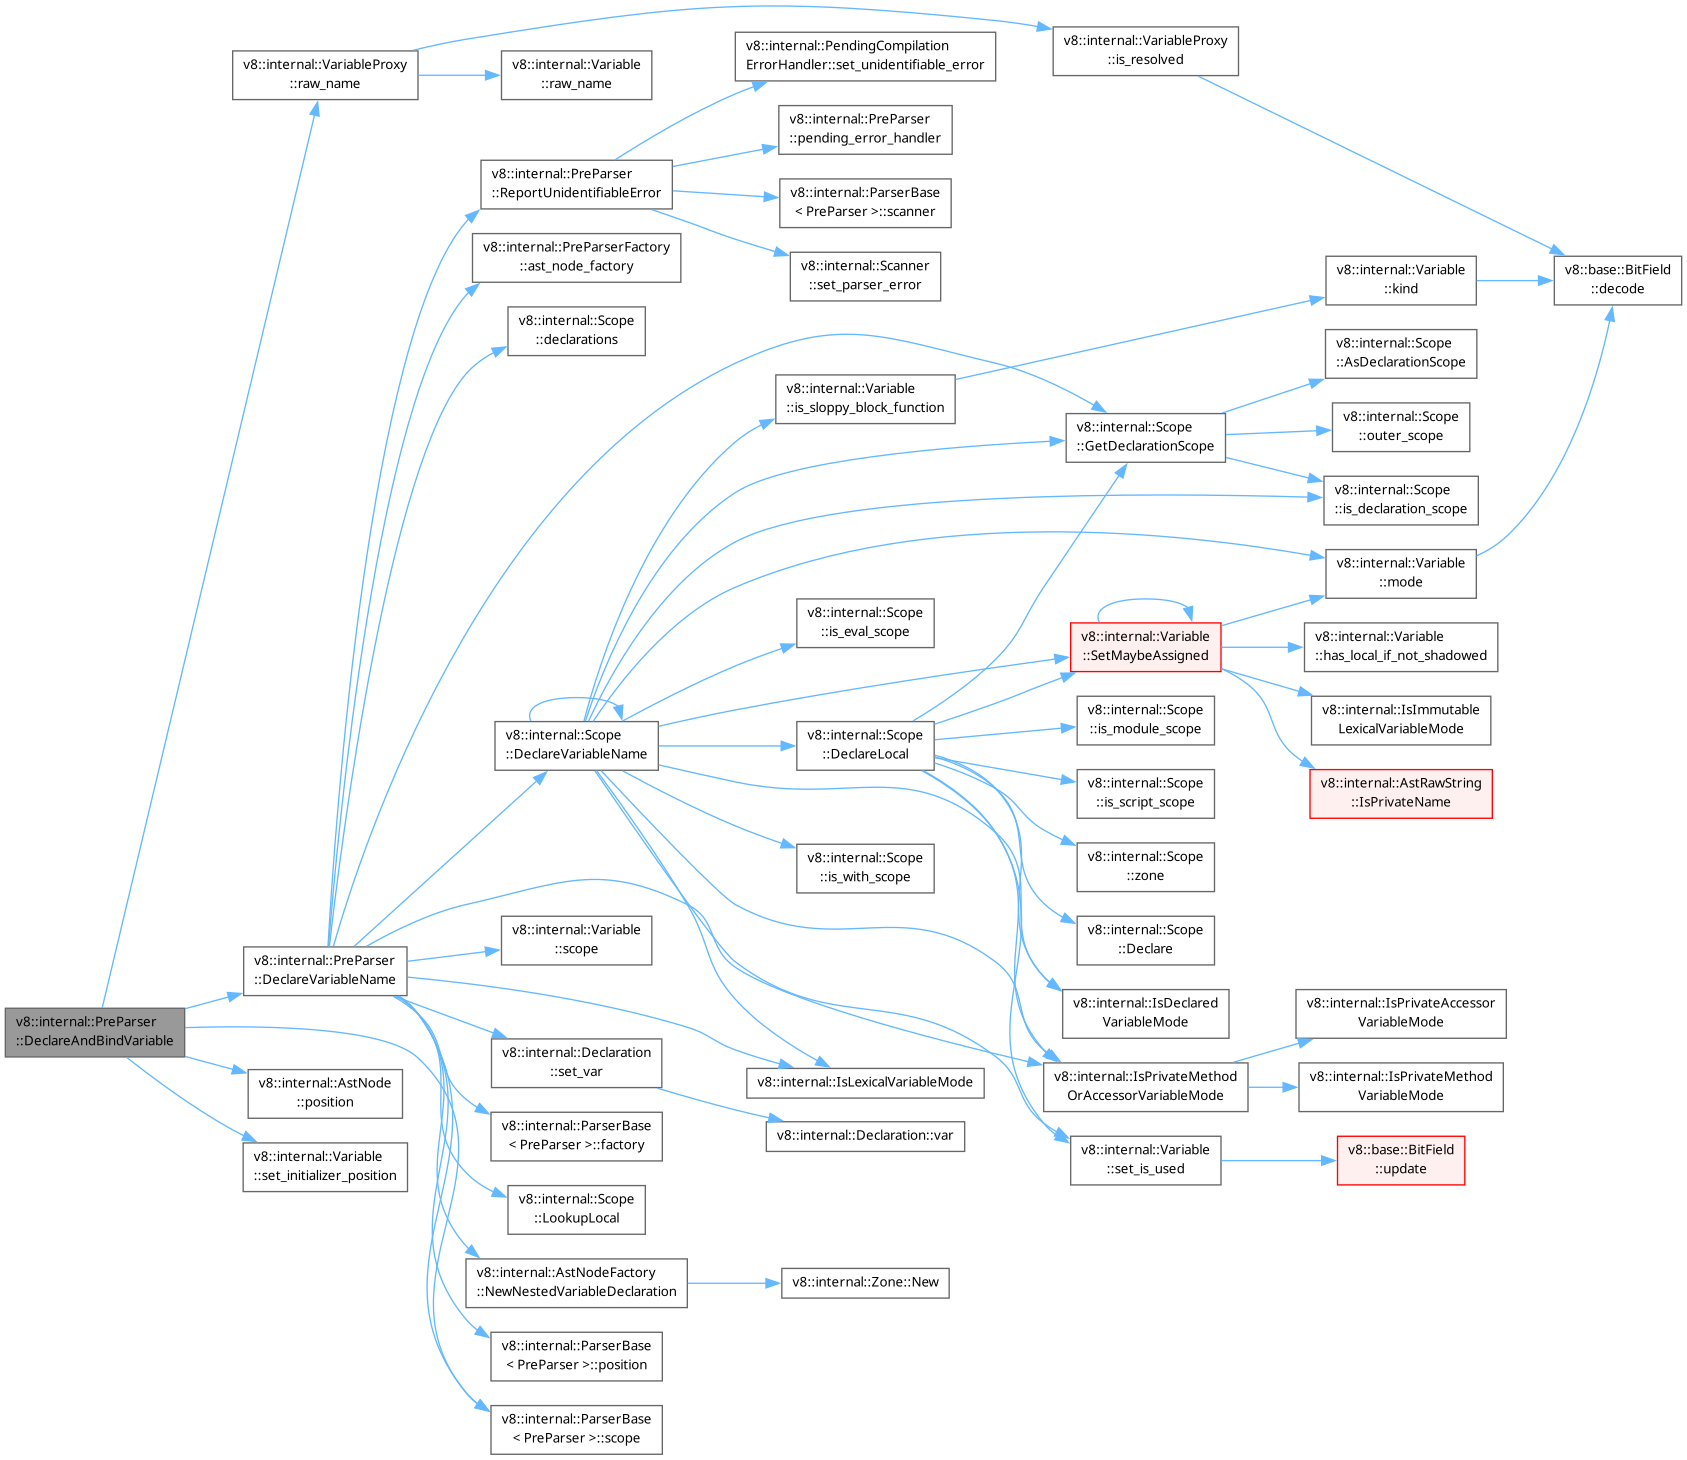 v8::internal::PreParser
::DeclareAndBindVariable
v8::internal::VariableProxy
::raw_name
v8::internal::PreParser
::DeclareVariableName
v8::internal::AstNode
::position
v8::internal::Variable
::set_initializer_position
v8::internal::Variable
::raw_name
v8::internal::PreParser
::ReportUnidentifiableError
v8::internal::PreParserFactory
::ast_node_factory
v8::internal::Scope
::declarations
v8::internal::Scope
::DeclareVariableName
v8::internal::Variable
::scope
v8::internal::Declaration
::set_var
v8::internal::ParserBase
< PreParser >::factory
v8::internal::Scope
::LookupLocal
v8::internal::AstNodeFactory
::NewNestedVariableDeclaration
v8::internal::ParserBase
< PreParser >::position
v8::internal::ParserBase
< PreParser >::scope
v8::internal::PendingCompilation
ErrorHandler::set_unidentifiable_error
v8::internal::PreParser
::pending_error_handler
v8::internal::ParserBase
< PreParser >::scanner
v8::internal::Scanner
::set_parser_error
v8::internal::Variable
::is_sloppy_block_function
v8::internal::Scope
::is_eval_scope
v8::internal::Scope
::DeclareLocal
v8::internal::Scope
::is_with_scope
v8::internal::IsLexicalVariableMode
v8::internal::Declaration::var
v8::internal::Zone::New
v8::internal::VariableProxy
::is_resolved
v8::internal::Scope
::GetDeclarationScope
v8::internal::Variable
::SetMaybeAssigned
v8::internal::Scope
::is_module_scope
v8::internal::Scope
::is_script_scope
v8::internal::Scope
::zone
v8::internal::Scope
::Declare
v8::internal::IsDeclared
VariableMode
v8::internal::IsPrivateMethod
OrAccessorVariableMode
v8::internal::Variable
::set_is_used
v8::internal::Variable
::kind
v8::internal::Scope
::AsDeclarationScope
v8::internal::Scope
::outer_scope
v8::internal::Scope
::is_declaration_scope
v8::internal::Variable
::mode
v8::internal::Variable
::has_local_if_not_shadowed
v8::internal::IsImmutable
LexicalVariableMode
v8::internal::AstRawString
::IsPrivateName
v8::internal::IsPrivateAccessor
VariableMode
v8::internal::IsPrivateMethod
VariableMode
v8::base::BitField
::update
v8::base::BitField
::decode